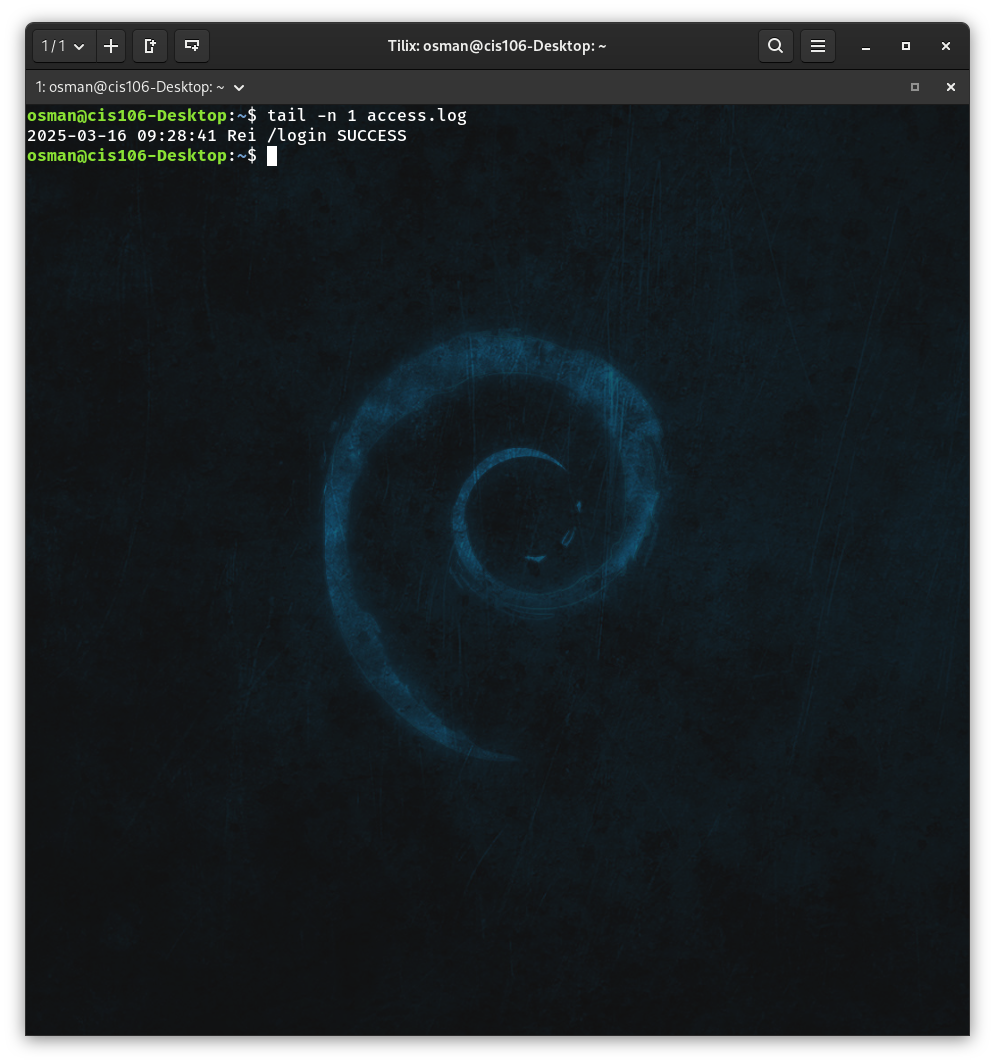 1 / 1
Tilix: osman@cis106-Desktop: ~
1: osman@cis106-Desktop: ~
osman@cis106-Desktop:~$ tail -n 1 access.log
2025-03-16 09:28:41 Rei /login SUCCESS
osman@cis106-Desktop:~$